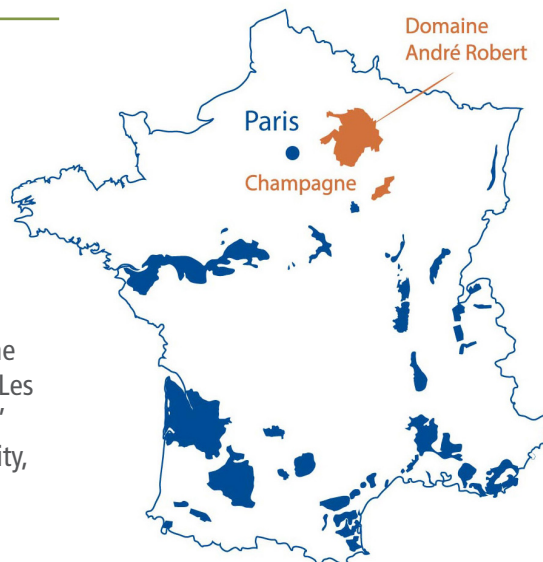 Domaine
André Robert
Paris
Champagne
Les
ity,